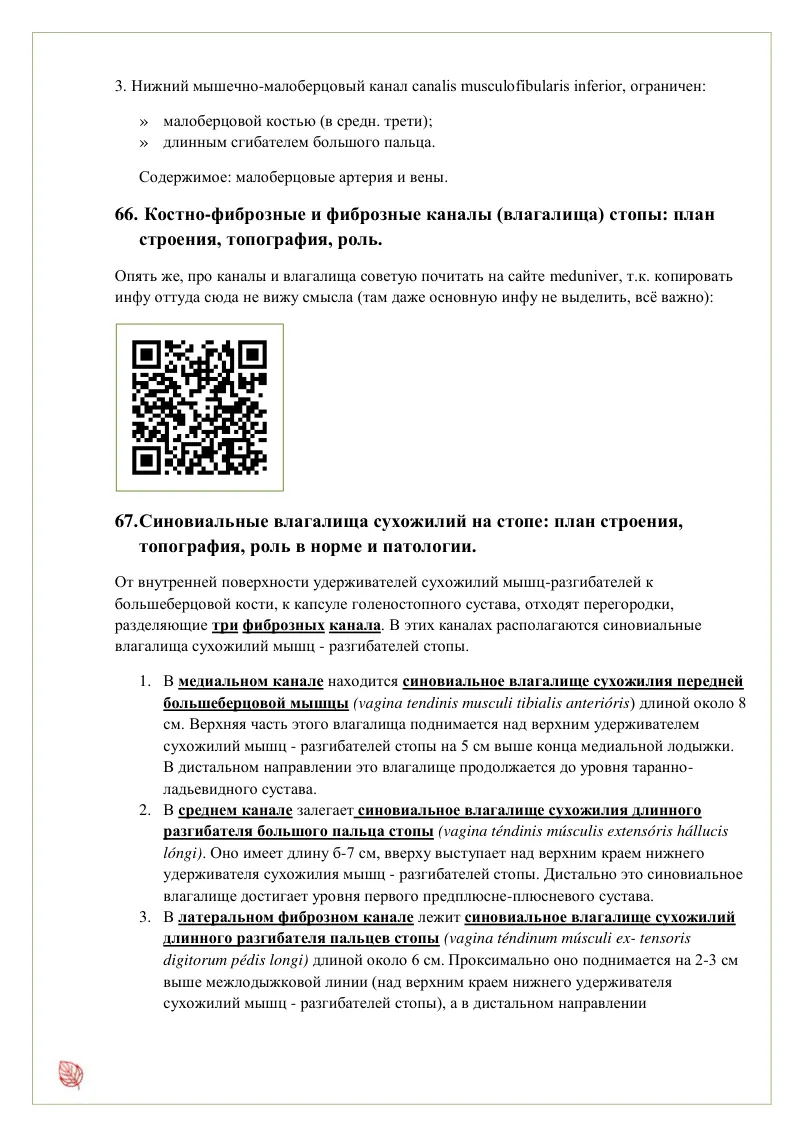 3. Нижний мышечно-малоберцовый канал canalis musculofibularis inferior, ограничен:
» малоберцовой костью (в средн. трети);
» длинным сгибателем большого пальца.
Содержимое: малоберцовые артерия и вены.
66. Костно-фиброзные и фиброзные каналы (влагалища) стопы: план
строения, топография, роль.
Опять же, про каналы и влагалища советую почитать на сайте meduniver, т.к. копировать
инфу оттуда сюда не вижу смысла (там даже основную инфу не выделить, всё важно):
67.Синовиальные влагалища сухожилий на стопе: план строения,
топография, роль в норме и патологии.
От внутренней поверхности удерживателей сухожилий мышц-разгибателей к
большеберцовой кости, к капсуле голеностопного сустава, отходят перегородки,
разделяющие три фиброзных канала. В этих каналах располагаются синовиальные
влагалища сухожилий мышц - разгибателей стопы.
1. В медиальном канале находится синовиальное влагалище сухожилия передней
большеберцовой мышцы (vagina tendinis musculi tibialis anterióris) длиной около 8
см. Верхняя часть этого влагалища поднимается над верхним удерживателем
сухожилий мышц - разгибателей стопы на 5 см выше конца медиальной лодыжки.
В дистальном направлении это влагалище продолжается до уровня таранно-
ладьевидного сустава.
2. В среднем канале залегает синовиальное влагалище сухожилия длинного
разгибателя большого пальца стопы (vagina téndinis músculis extensóris hállucis
lóngi). Оно имеет длину б-7 см, вверху выступает над верхним краем нижнего
удерживателя сухожилия мышц - разгибателей стопы. Дистально это синовиальное
влагалище достигает уровня первого предплюсне-плюсневого сустава.
3. В латеральном фиброзном канале лежит синовиальное влагалище сухожилий
длинного разгибателя пальцев стопы (vagina téndinum músculi ex- tensoris
digitorum pédis longi) длиной около 6 см. Проксимально оно поднимается на 2-3 см
выше межлодыжковой линии (над верхним краем нижнего удерживателя
сухожилий мышц - разгибателей стопы), а в дистальном направлении